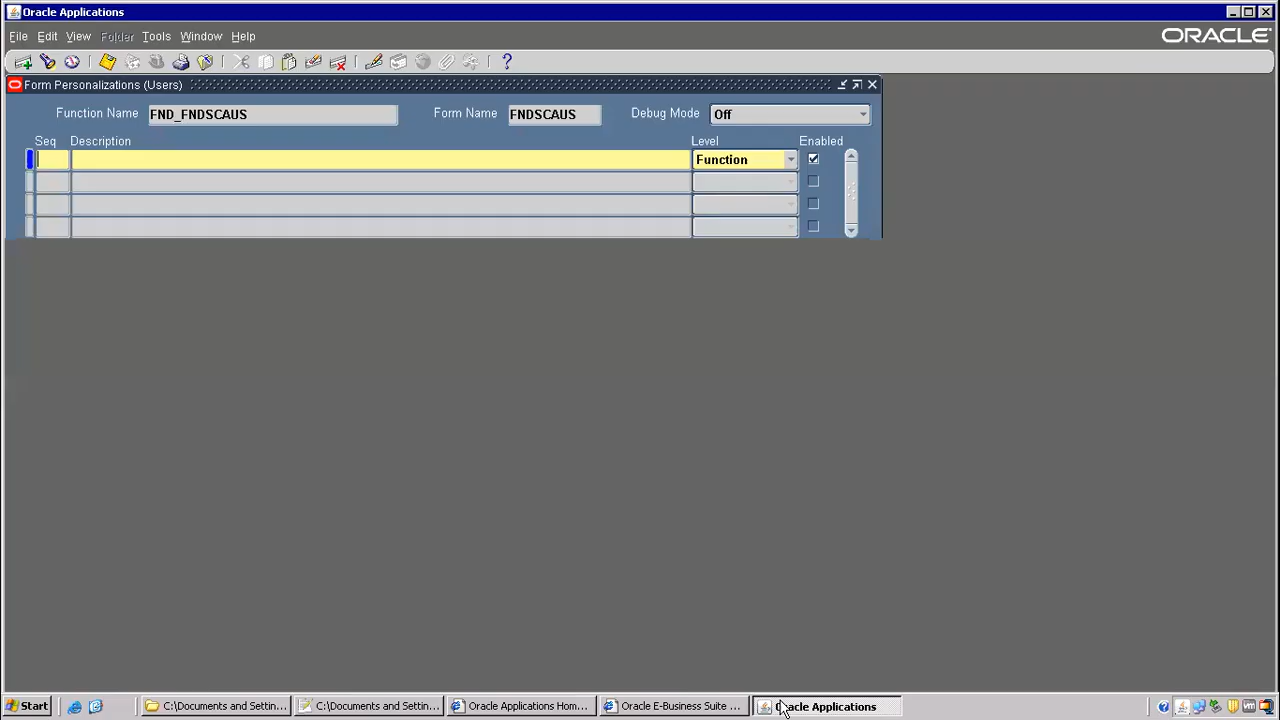 Oracle Applications
File Edit View Folder Tools Window Help
ORACLE
Form Personalizations (Users)
Function Name FND_FNDSCAUS Form Name FNDSCAUS Debug Mode Off
Seq Description Level Enabled
Function
Start C:\Documents and Settin... C:\Documents and Settin... Oracle Applications Hom... Oracle E-Business Suite ... Oracle Applications